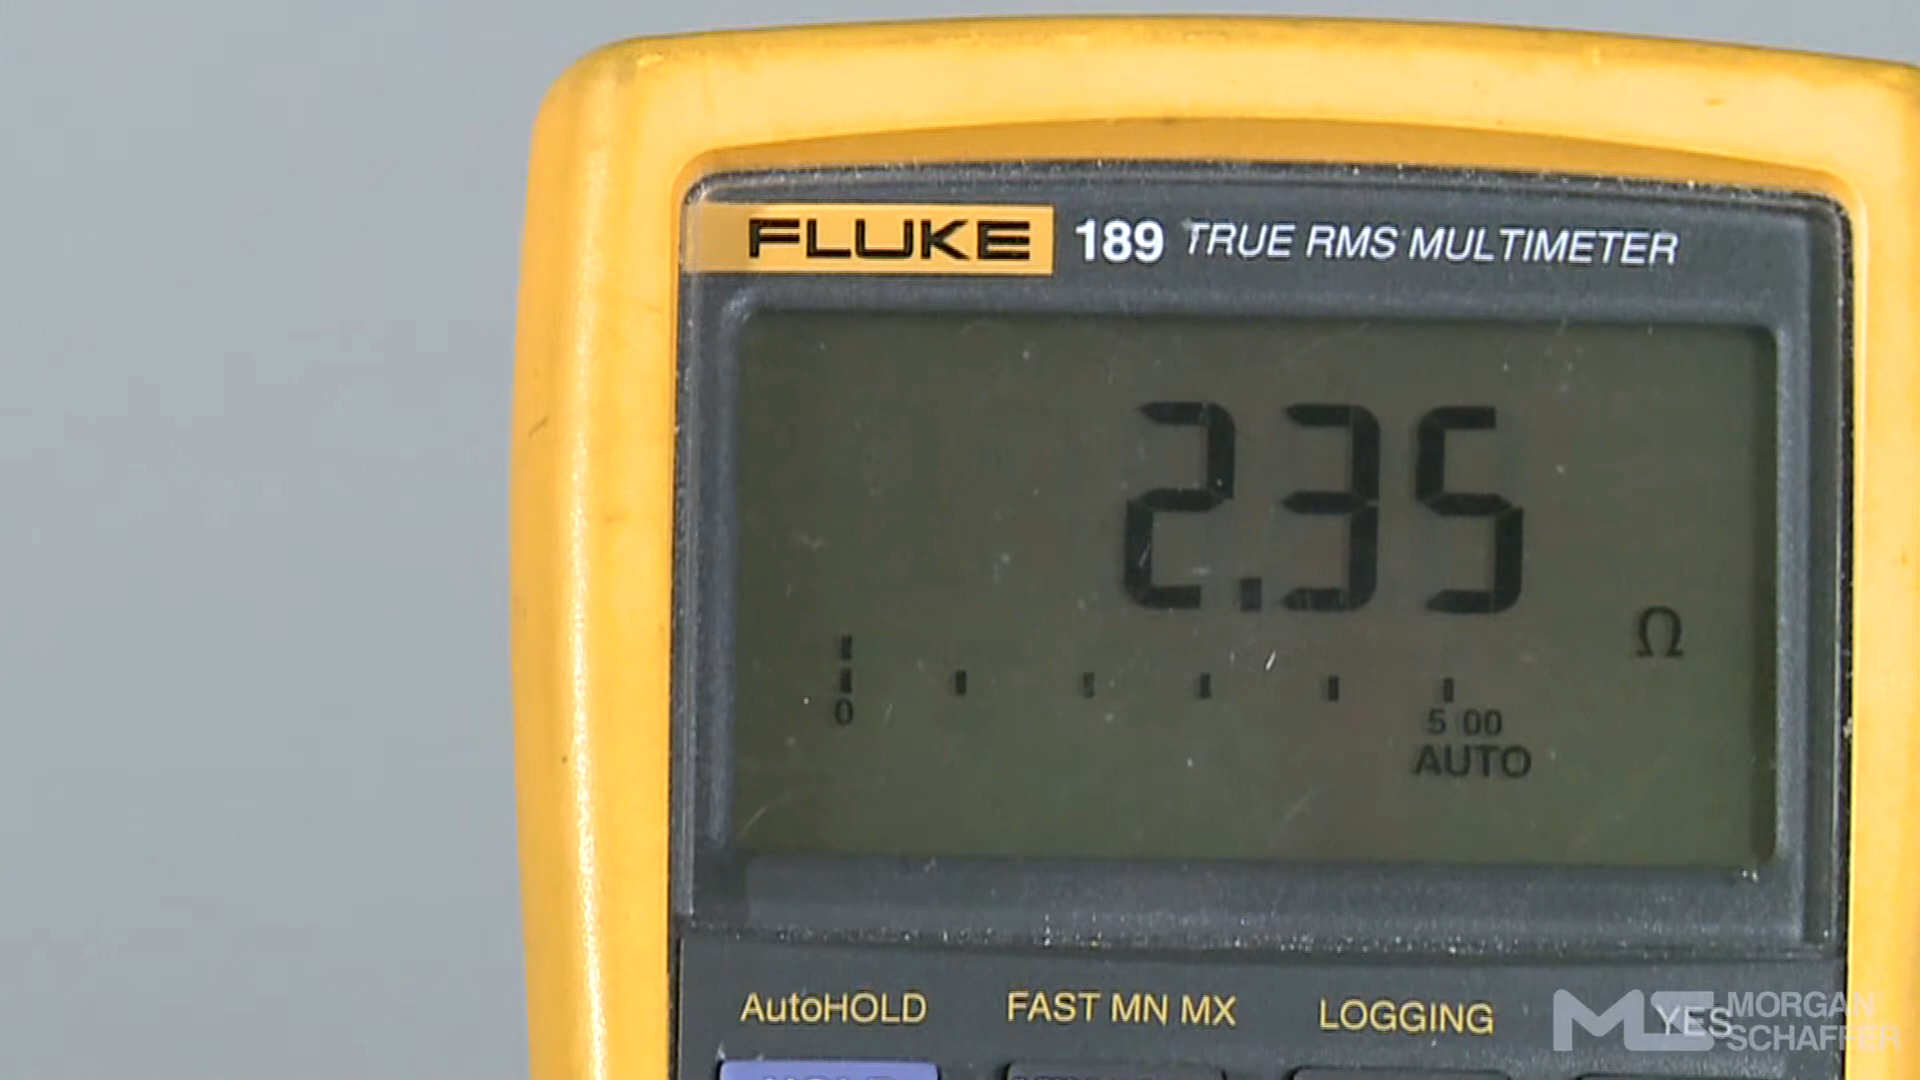 FLUKE 189 TRUE RMS MULTIMETER
2.35
Ω
0
5 00
AUTO
AutoHOLD FAST MN MX LOGGING YES
MORGAN
SCHAFFER